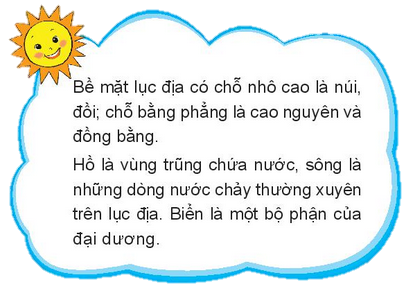 Bề mặt lục địa có chỗ nhô cao là núi,
đồi; chỗ bằng phẳng là cao nguyên và
đồng bằng.
Hồ là vùng trũng chứa nước, sông là
những dòng nước chảy thường xuyên
trên lục địa. Biển là một bộ phận của
đại dương.